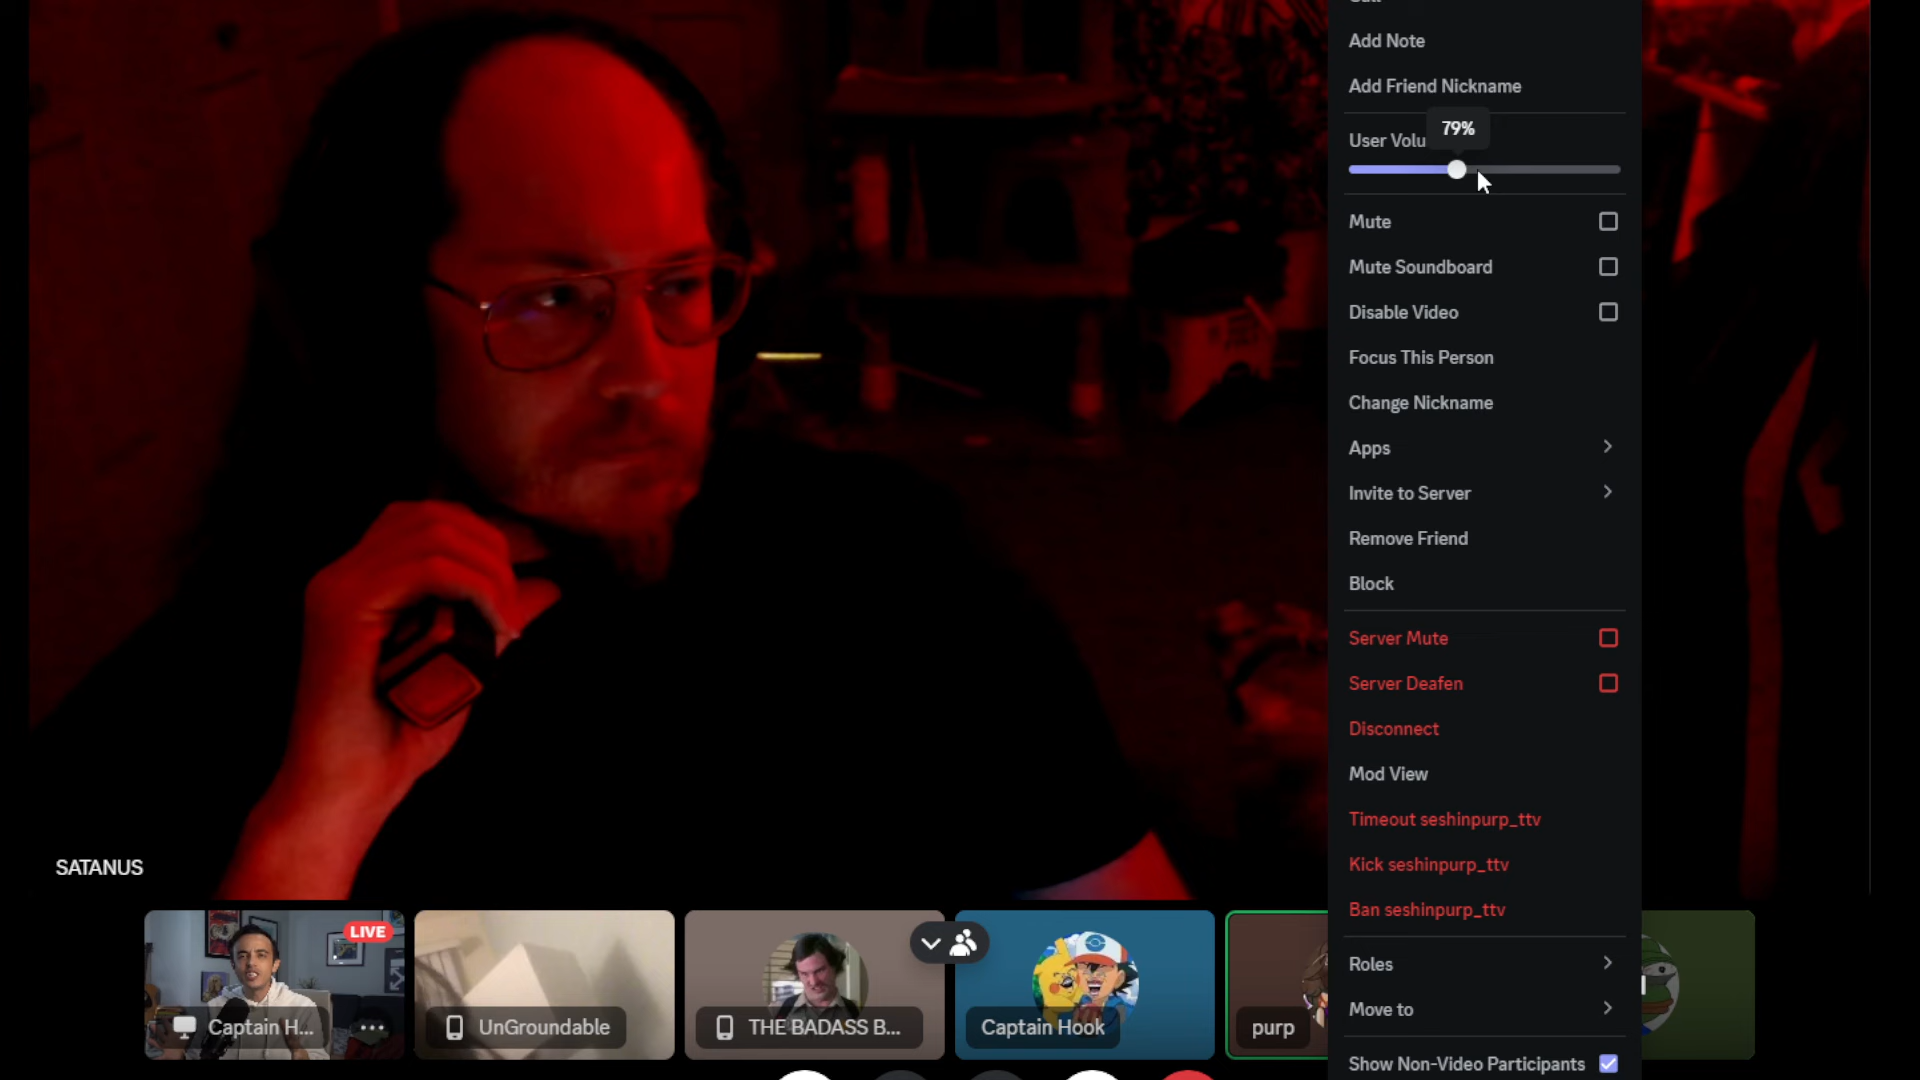 Add Note
Add Friend Nickname
79%
User Volu
Mute
Mute Soundboard
Disable Video
Focus This Person
Change Nickname
Apps
Invite to Server
Remove Friend
Block
Server Mute
Server Deafen
Disconnect
Mod View
Timeout seshinpurp_ttv
Kick seshinpurp_ttv
Ban seshinpurp_ttv
Roles
Move to
Show Non-Video Participants
SATANUS
LIVE
Captain H...
UnGroundable
THE BADASS B...
Captain Hook
purp